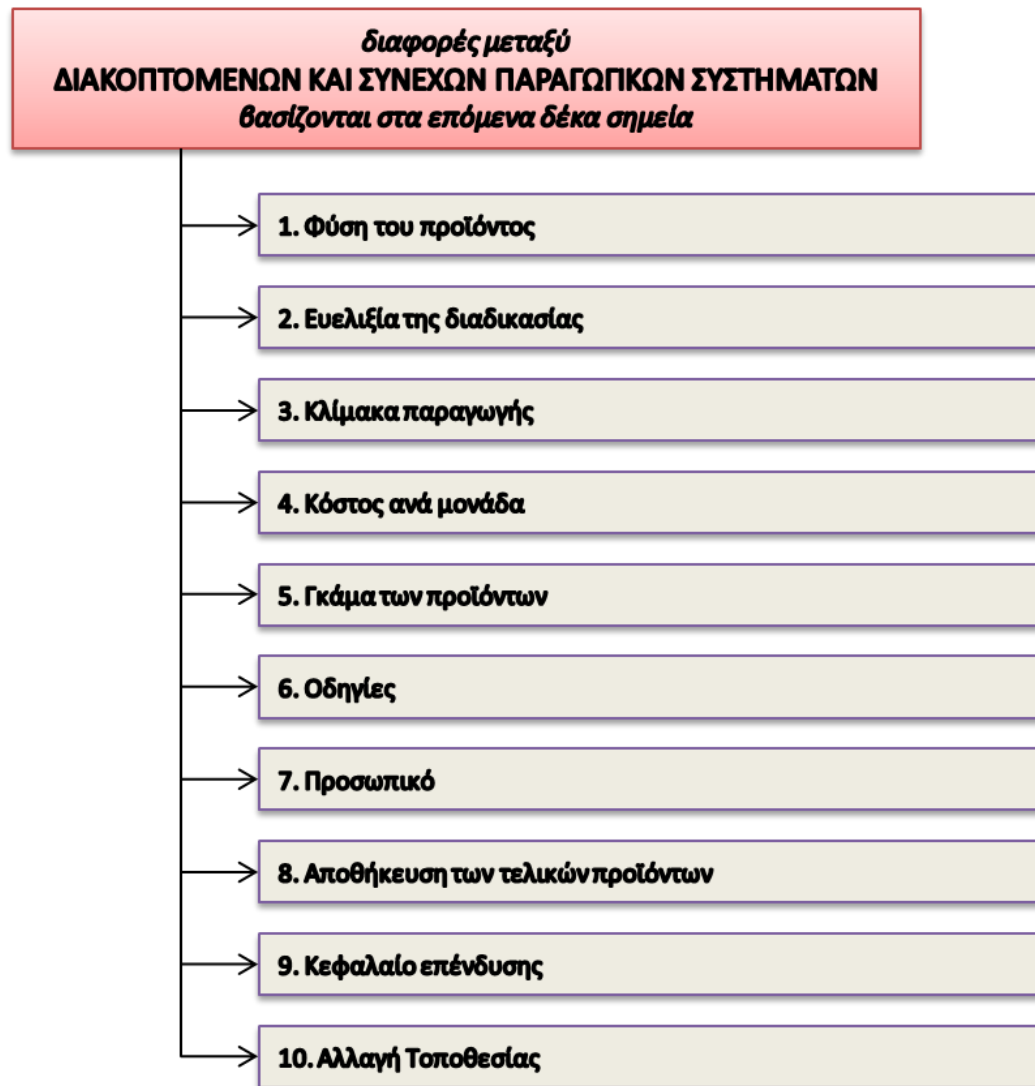 διαφορές μεταξύ
ΔΙΑΚΟΠΤΟΜΕΝΩΝ ΚΑΙ ΣΥΝΕΧΩΝ ΠΑΡΑΓΩΓΙΚΩΝ ΣΥΣΤΗΜΑΤΩΝ
βασίζονται στα επόμενα δέκα σημεία
1. Φύση του προϊόντος
2. Ευελιξία της διαδικασίας
3. Κλίμακα παραγωγής
4. Κόστος ανά μονάδα
5. Γκάμα των προϊόντων
6. Οδηγίες
7. Προσωπικό
8. Αποθήκευση των τελικών προϊόντων
9. Κεφαλαίο επένδυσης
10. Αλλαγή Τοποθεσίας